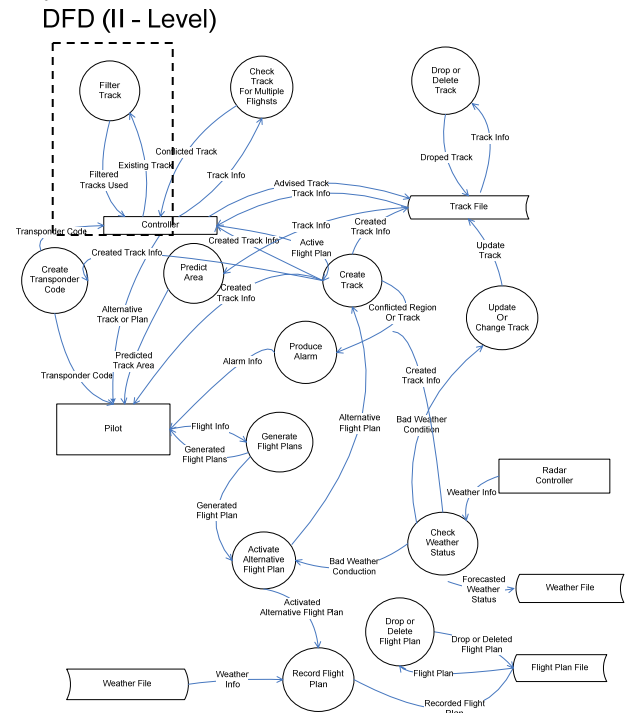 DFD (II - Level)
Filter
Track
Check
Track
For Multiple
Flighsts
Drop or
Delete
Track
Conflicted Track
Existing Track
Filtered
Tracks Used
Track Info
Droped Track
Track Info
Advised Track
Track Info
Track File
Controller
Transponder Code
Created Track Info
Created Track Info
Track Info
Active
Flight Plan
Created
Track Info
Update
Track
Create
Transponder
Code
Predict
Area
Created
Track Info
Create
Track
Alternative
Track or Plan
Conflicted Region
Or Track
Update
Or
Change Track
Predicted
Track Area
Alarm Info
Produce
Alarm
Transponder Code
Created
Track Info
Pilot
Flight Info
Generated
Flight Plans
Generate
Flight Plans
Alternative
Flight Plan
Bad Weather
Condition
Radar
Controller
Weather Info
Generated
Flight Plan
Activate
Alternative
Flight Plan
Bad Weather
Conduction
Check
Weather
Status
Forecasted
Weather
Status
Weather File
Activated
Alternative Flight Plan
Drop or
Delete
Flight Plan
Drop or Deleted
Flight Plan
Flight Plan
Flight Plan File
Weather File
Weather
Info
Record Flight
Plan
Recorded Flight
Plan